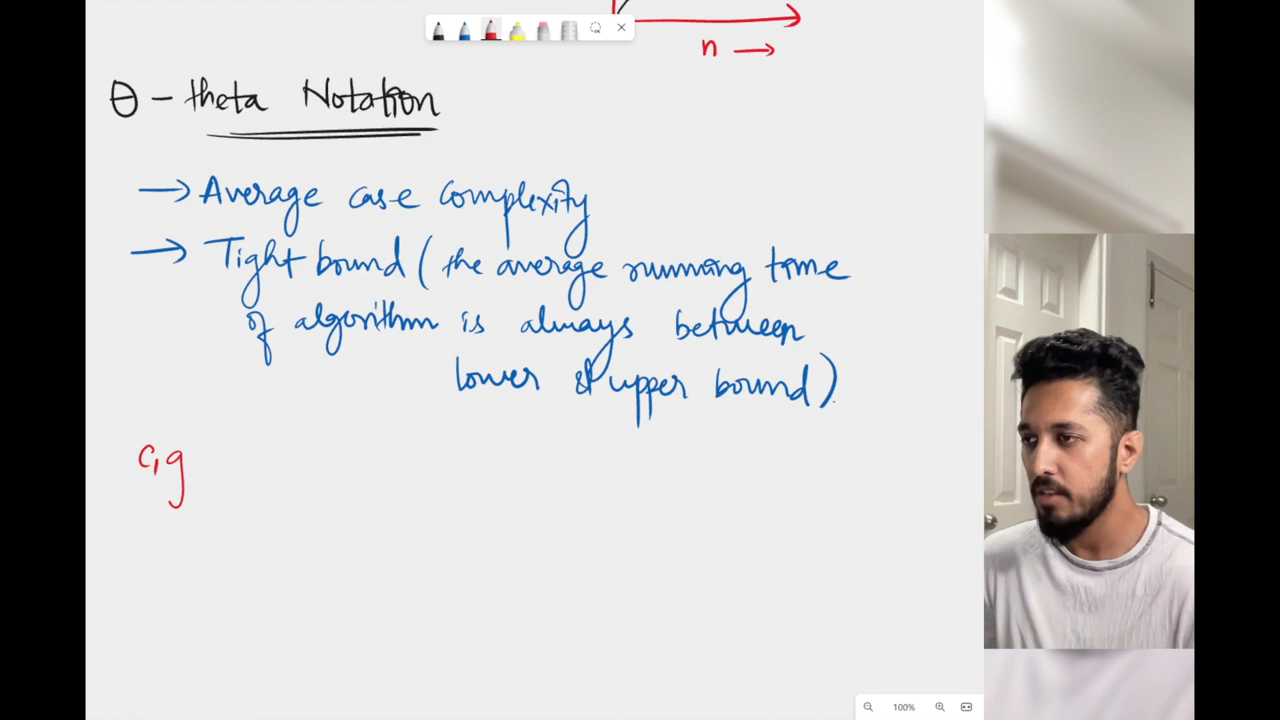 n →
θ - theta Notation
→ Average case complexity
→ Tight bound ( the average running time
of algorithm is always between
lower & upper bound )
c₁g
100%